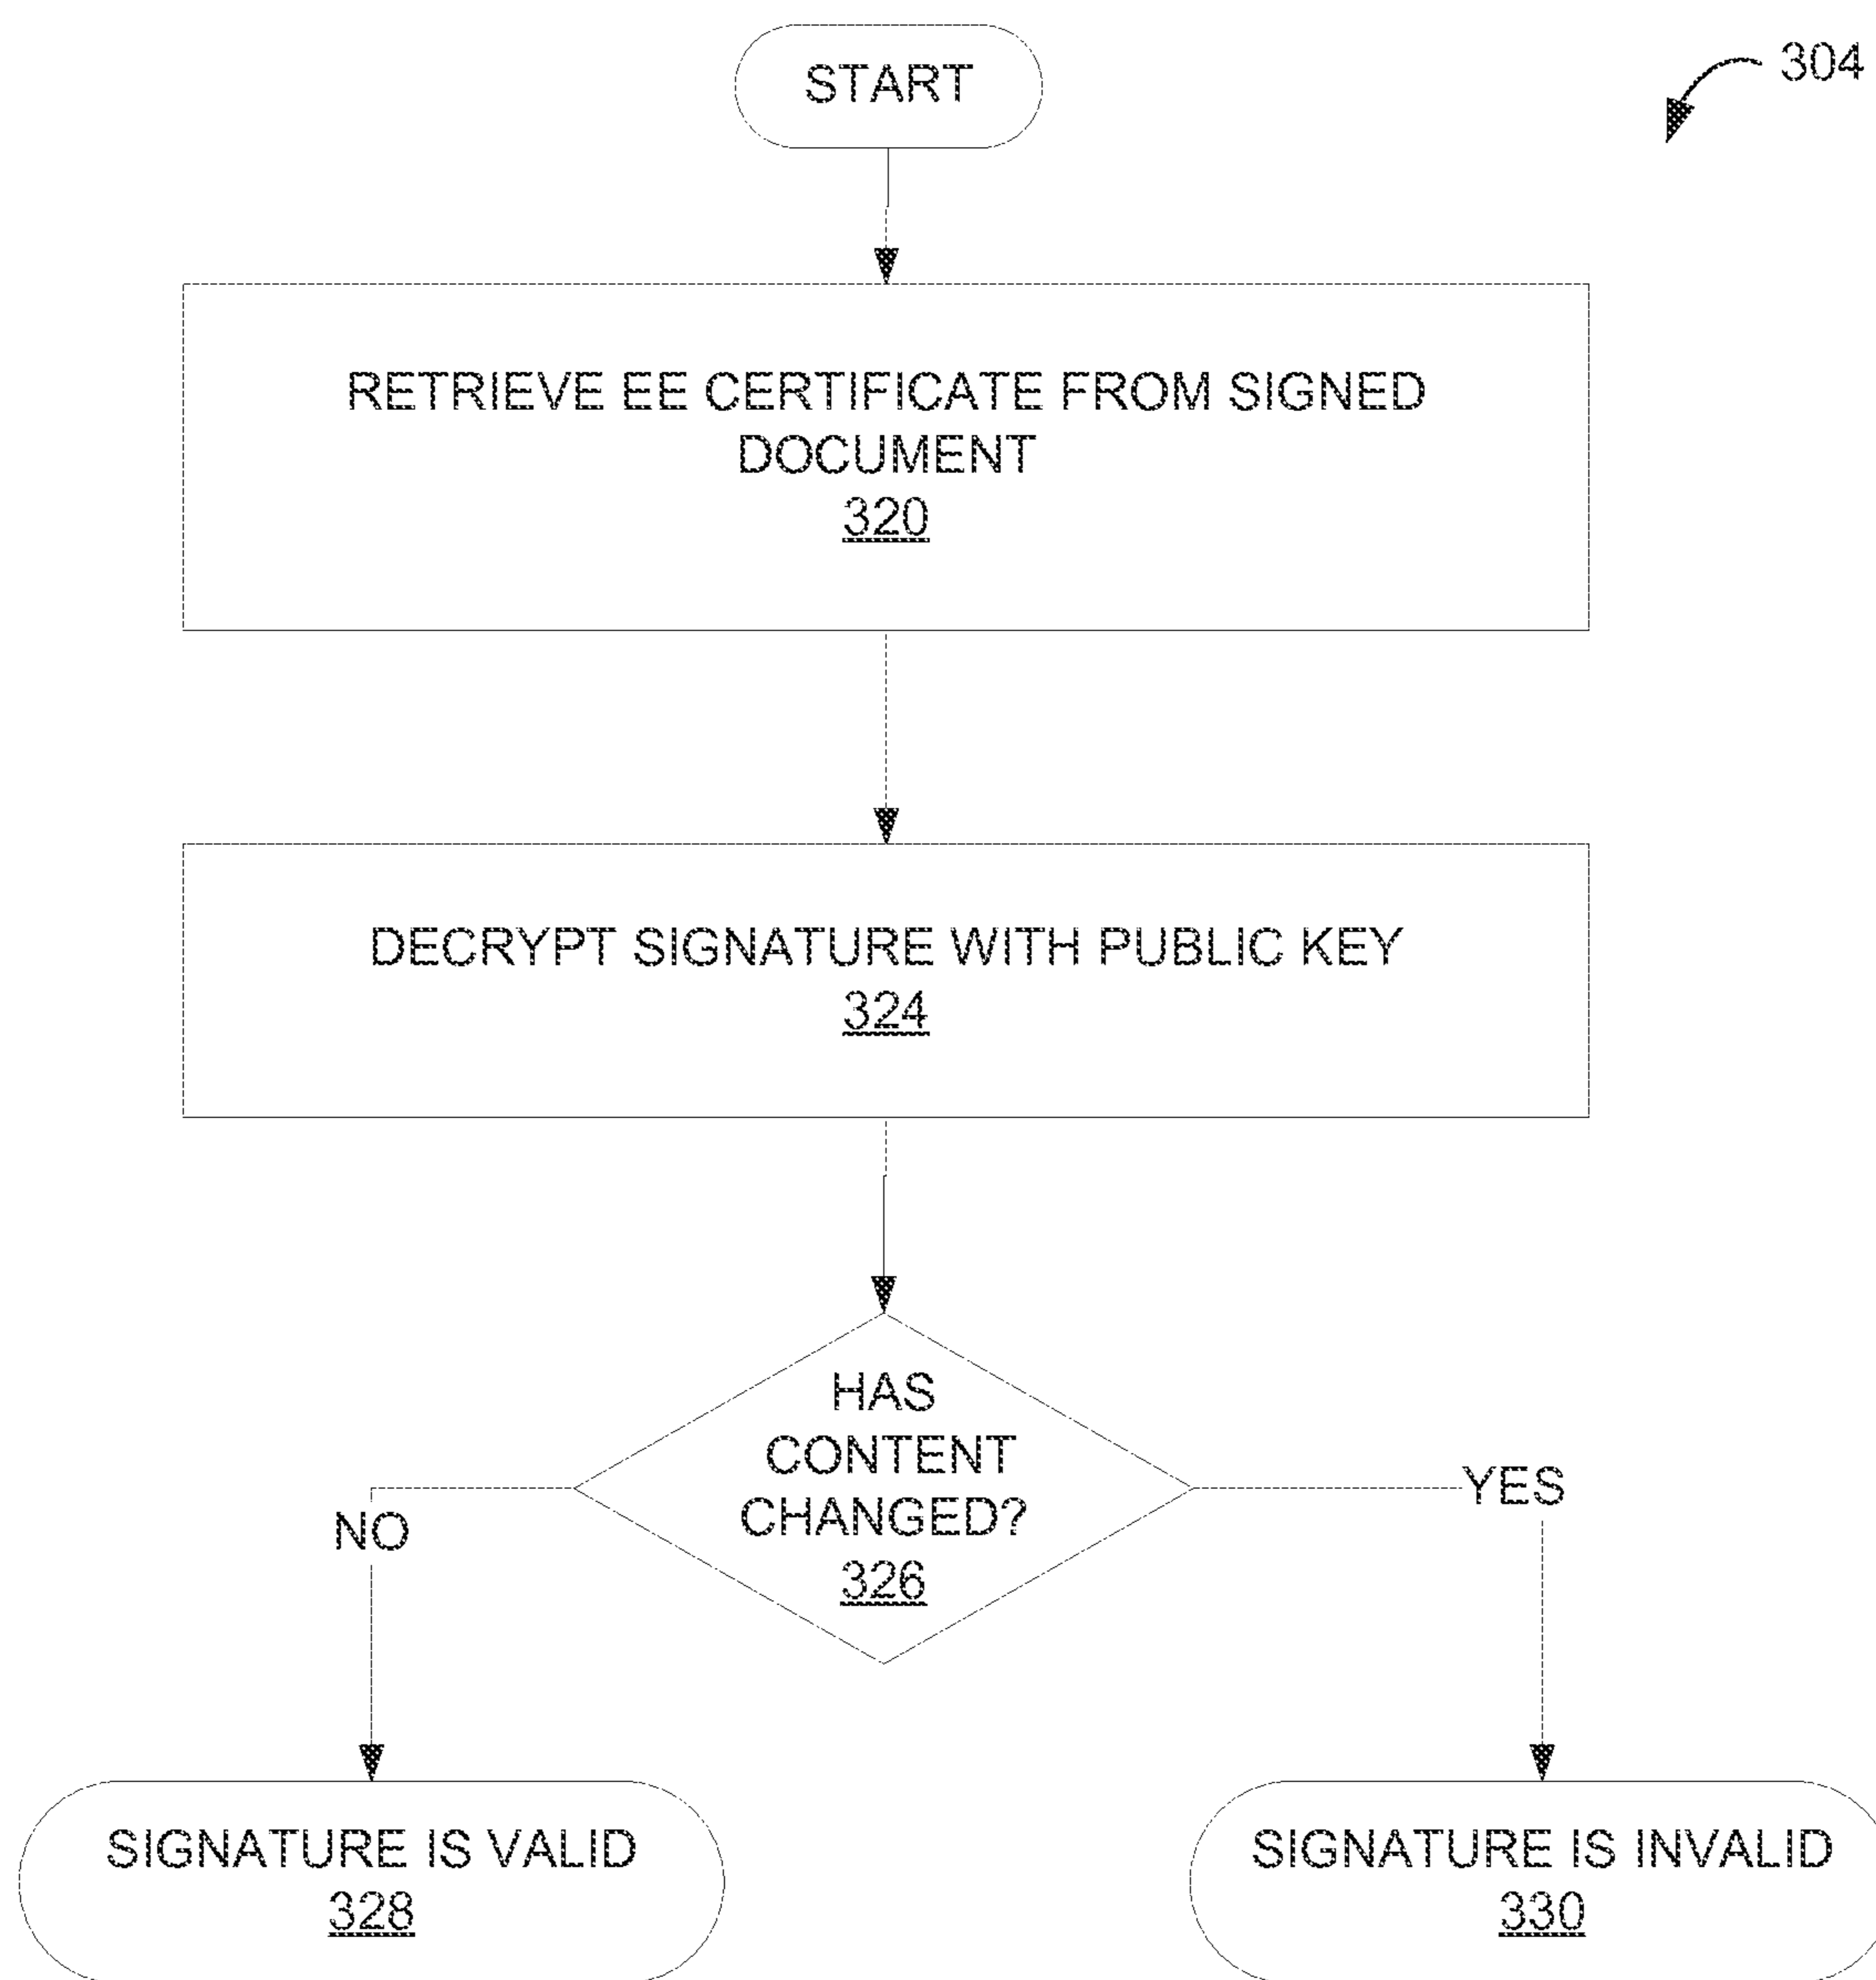 START
304
RETRIEVE EE CERTIFICATE FROM SIGNED
DOCUMENT
320
DECRYPT SIGNATURE WITH PUBLIC KEY
324
HAS
CONTENT
CHANGED?
326
NO
YES
SIGNATURE IS VALID
328
SIGNATURE IS INVALID
330